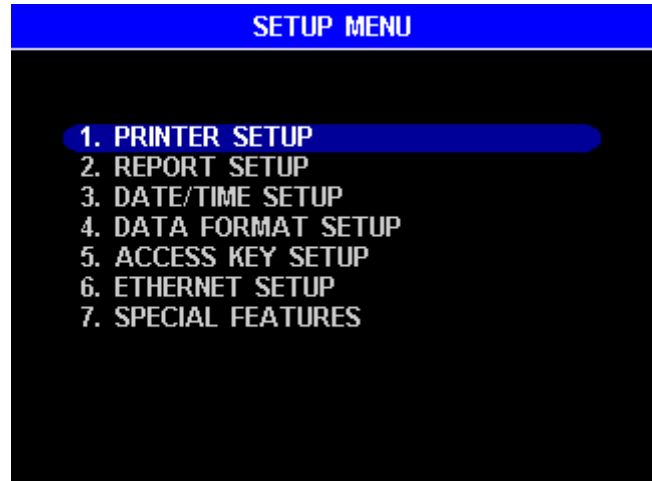 SETUP MENU
1. PRINTER SETUP
2. REPORT SETUP
3. DATE/TIME SETUP
4. DATA FORMAT SETUP
5. ACCESS KEY SETUP
6. ETHERNET SETUP
7. SPECIAL FEATURES